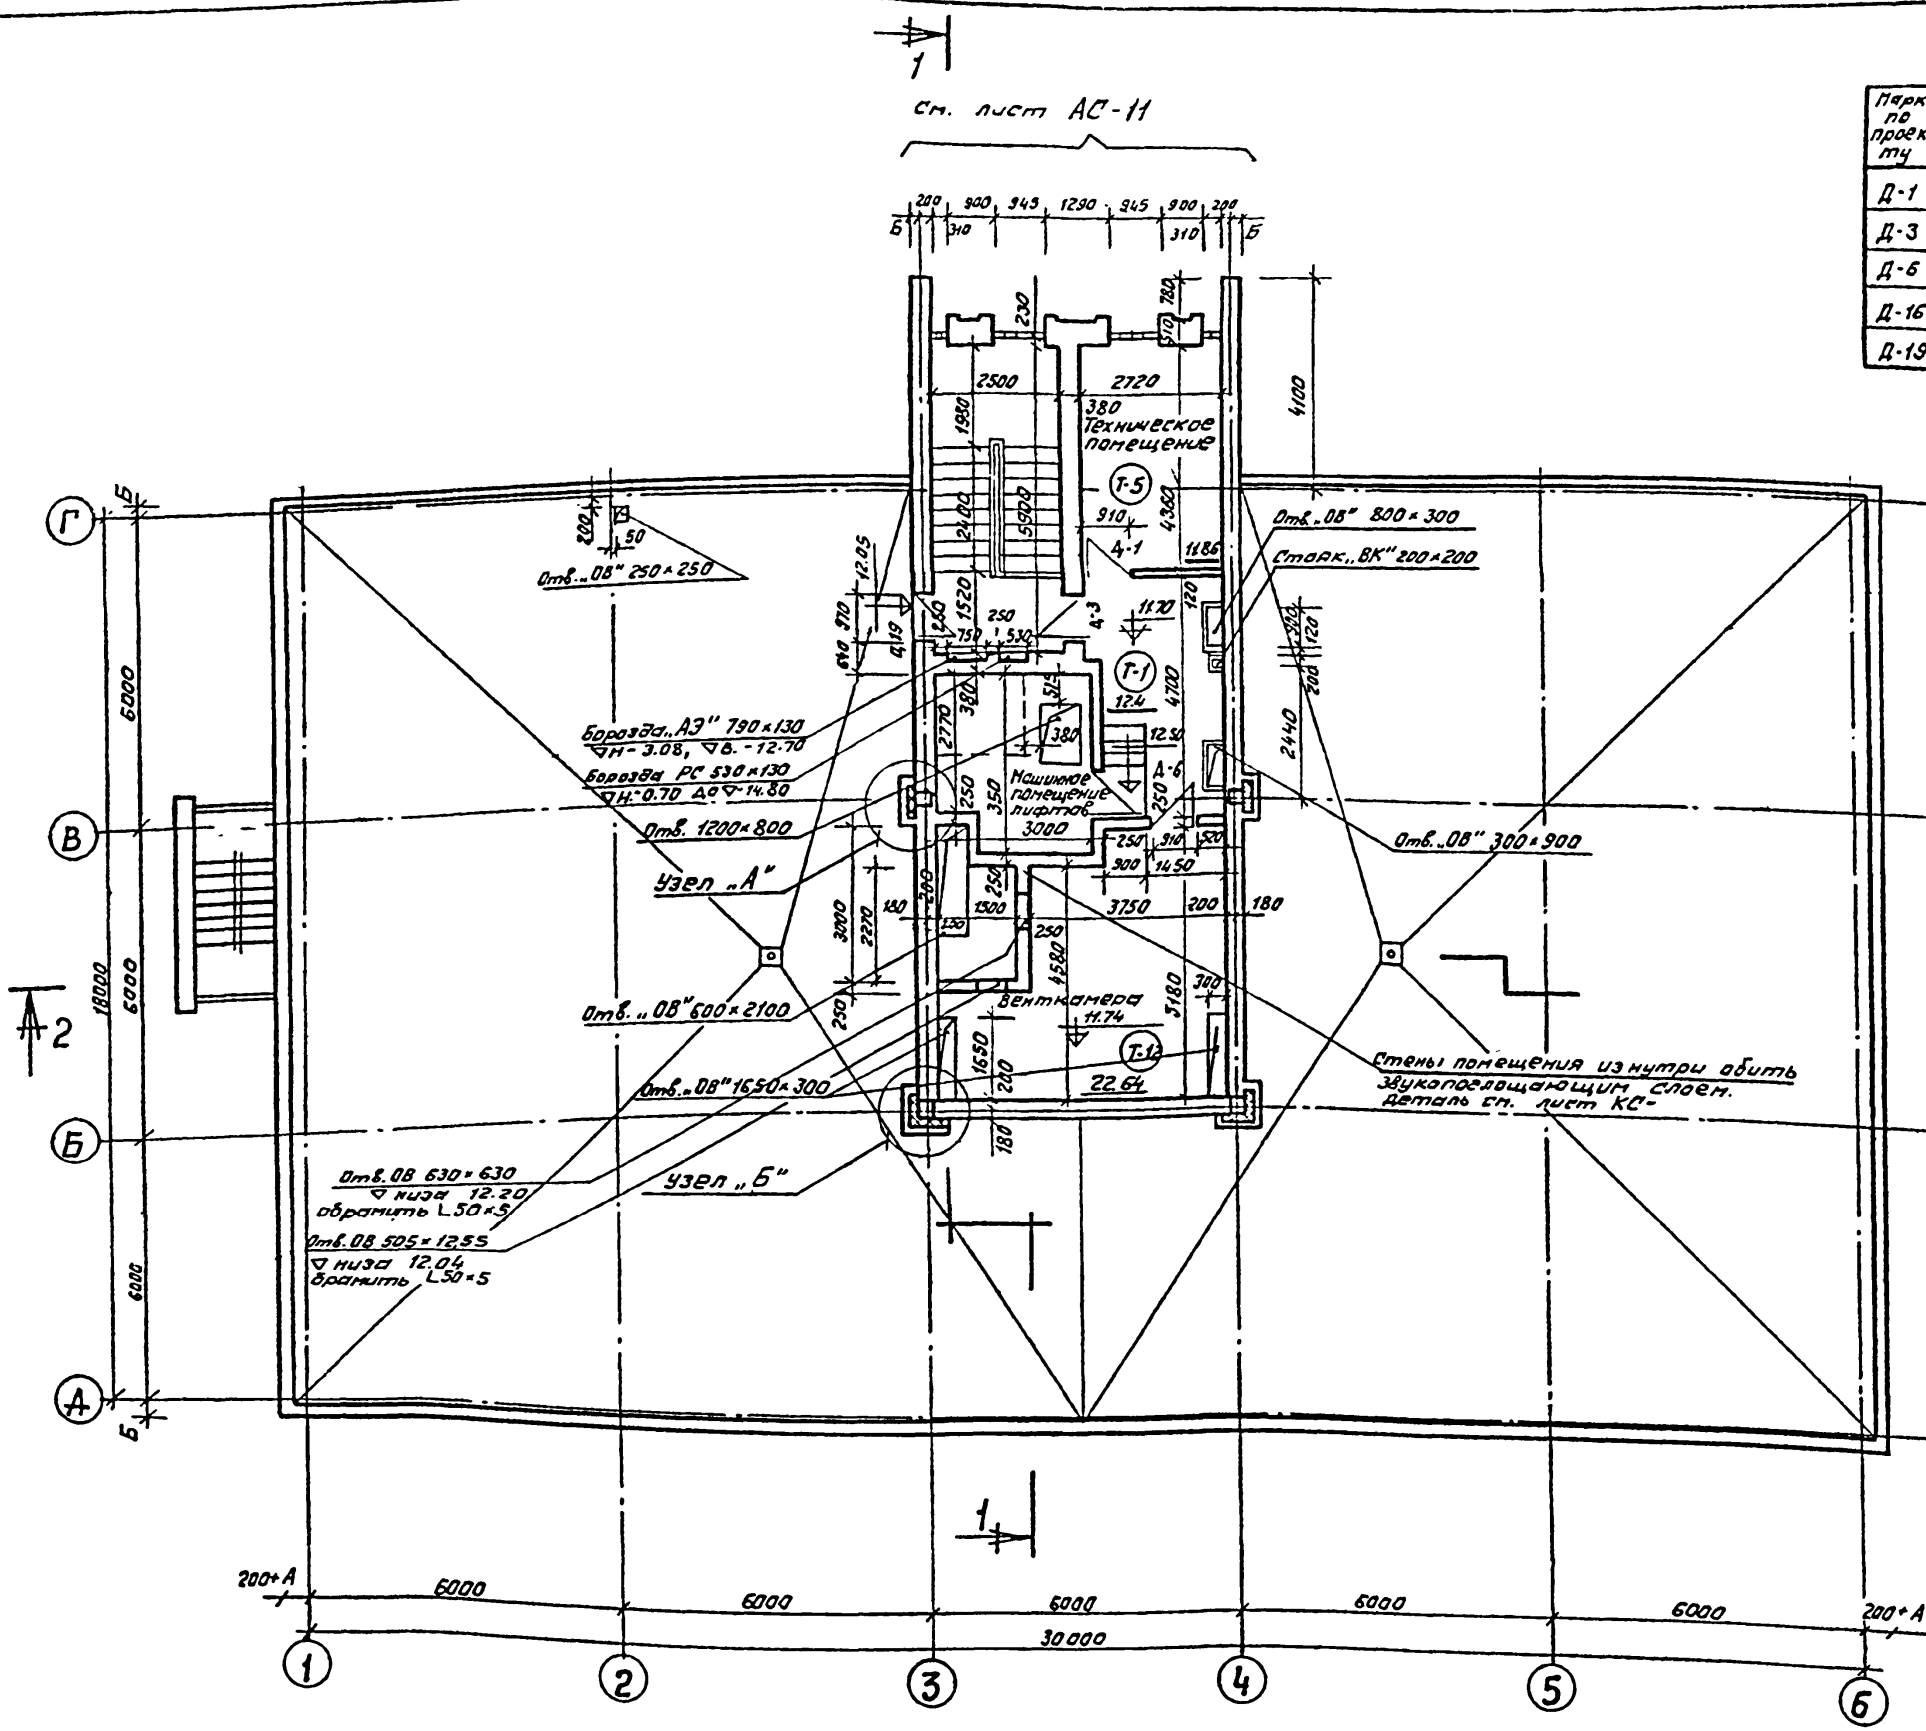 1
См. лист АС-11
Марк
по
проек
ту
Д-1
Д-3
Д-6
Д-16
Д-19
200 900 945 1290 945 900 200
Б 310 310 Б
230
780
510
2500 2720
380
4100
1980
Техническое
помещение
Т-5
Г
Б
200
50
2400
5900
4360
910
Д-1
1186
Отв. „ОВ" 800×300
Стояк „ВК" 200×200
Отв. „ОВ" 250×250
12.05
970
640
Д,19
250
1520
250
750 530
Д-3
11.70
120
900
120
200
Т-1
12.4
4700
515
380
2770
2440
6000
Борозда „АЭ" 790×130
▽Н-3.08, ▽В.-12.70
Борозда РС 530×130
▽Н.-0.70 до ▽-14.80
380
1250
Д-6
Машинное
помещение
лифтов
3000
250
350
250
В
Отв. 1200×800
250 910 520
Отв. „ОВ" 300×900
900 1450
Узел „А"
200
250
180 1500 3750 200 180
250
250
3000
2270
250
4580
5180
300
18000
6000
2
Отв. „ОВ" 600×2100
Венткамера
11.74
Т-12
22.64
1650
200
180
Отв. „ОВ" 1650×300
Стены помещения изнутри обить
звукопоглощающим слоем.
Деталь см. лист КС-
Б
Отв. ОВ 630×630
▽ низа 12.20
обрамить L50×5
Узел „Б"
Отв. ОВ 505×12,55
▽ низа 12.04
брамить L50×5
6000
А
Б
1
200+А 6000 6000 6000 6000 6000 200+А
30000
1 2 3 4 5 6